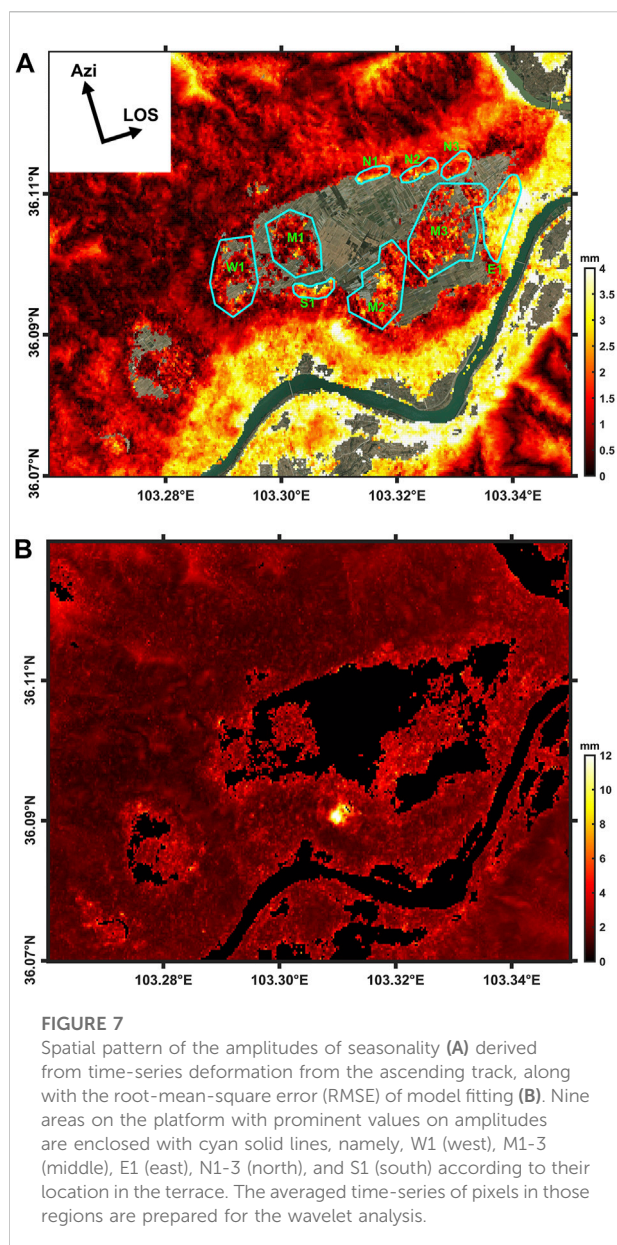 A
Azi
LOS
N1
N2
N3
M1
M3
W1
E1
S1
M2
36.11°N
36.09°N
36.07°N
103.28°E
103.30°E
103.32°E
103.34°E
mm
4
3.5
3
2.5
2
1.5
1
0.5
0
B
36.11°N
36.09°N
36.07°N
103.28°E
103.30°E
103.32°E
103.34°E
mm
12
10
8
6
4
2
0
FIGURE 7
Spatial pattern of the amplitudes of seasonality (A) derived
from time-series deformation from the ascending track, along
with the root-mean-square error (RMSE) of model fitting (B). Nine
areas on the platform with prominent values on amplitudes
are enclosed with cyan solid lines, namely, W1 (west), M1-3
(middle), E1 (east), N1-3 (north), and S1 (south) according to their
location in the terrace. The averaged time-series of pixels in those
regions are prepared for the wavelet analysis.